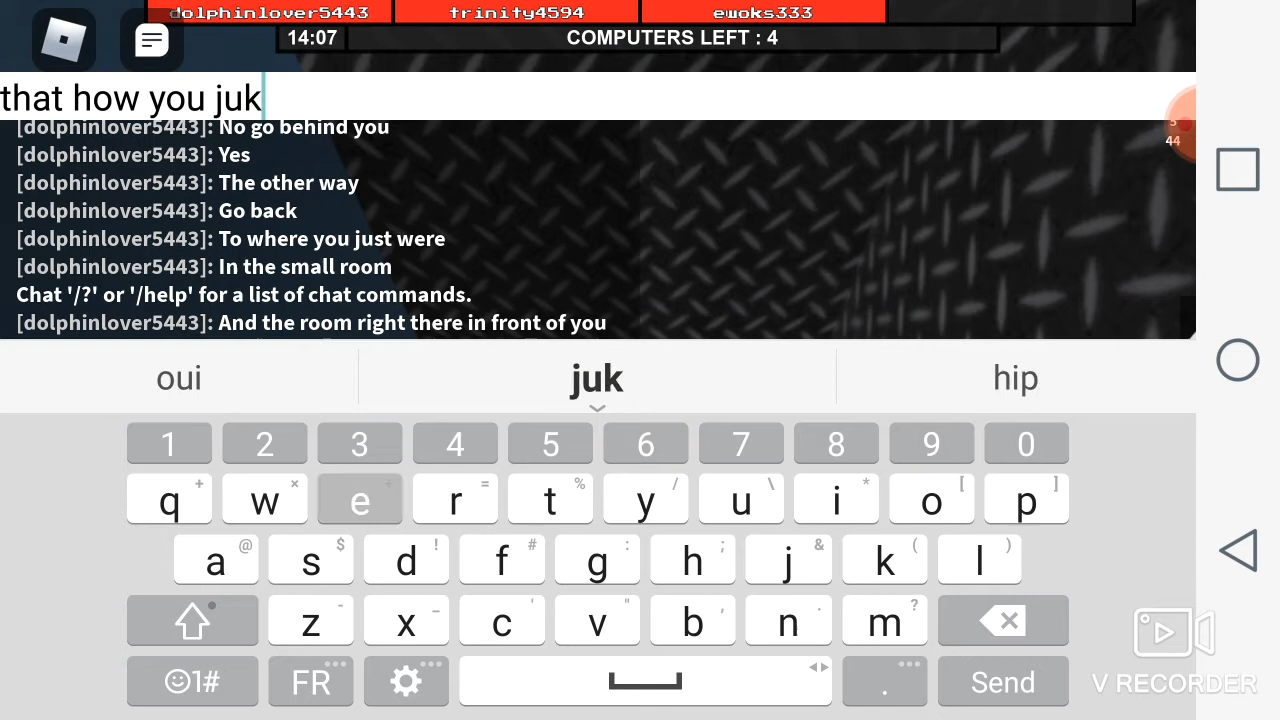 dolphinlover5443 trinity4594 ewoks333
14:07 COMPUTERS LEFT : 4
that how you juk
[dolphinlover5443]: No go behind you
[dolphinlover5443]: Yes
[dolphinlover5443]: The other way
[dolphinlover5443]: Go back
[dolphinlover5443]: To where you just were
[dolphinlover5443]: In the small room
Chat '/?' or '/help' for a list of chat commands.
[dolphinlover5443]: And the room right there in front of you
44
oui juk hip
1 2 3 4 5 6 7 8 9 0
q + w × e + r = t % y / u \ i * o [ p ]
a @ s $ d ! f # g : h ; j & k ( l )
z - x _ c ' v " b , n . m ?
1# FR . Send
V RECORDER